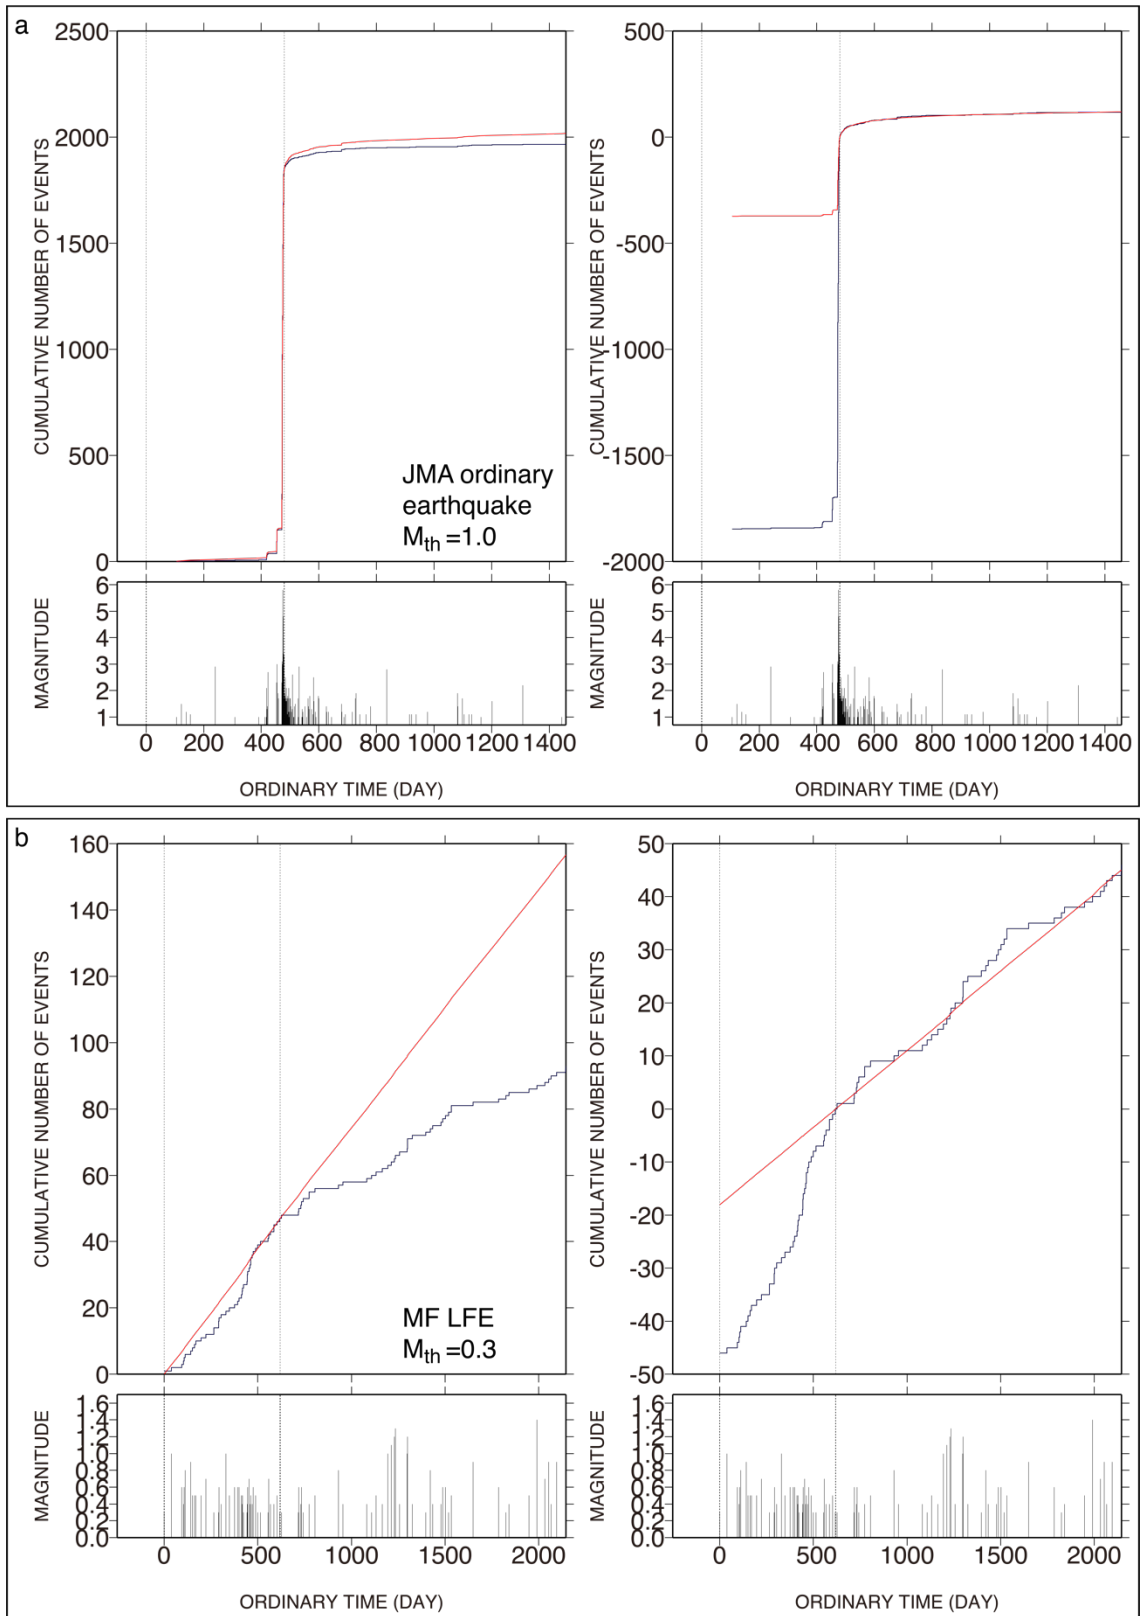 a
CUMULATIVE NUMBER OF EVENTS
2500
2000
1500
1000
500
0
JMA ordinary
earthquake
Mth =1.0
MAGNITUDE
6
5
4
3
2
1
0 200 400 600 800 1000 1200 1400
ORDINARY TIME (DAY)
CUMULATIVE NUMBER OF EVENTS
500
0
-500
-1000
-1500
-2000
MAGNITUDE
6
5
4
3
2
1
0 200 400 600 800 1000 1200 1400
ORDINARY TIME (DAY)
b
CUMULATIVE NUMBER OF EVENTS
160
140
120
100
80
60
40
20
0
MF LFE
Mth =0.3
MAGNITUDE
1.6
1.4
1.2
1.0
0.8
0.6
0.4
0.2
0.0
0 500 1000 1500 2000
ORDINARY TIME (DAY)
CUMULATIVE NUMBER OF EVENTS
50
40
30
20
10
0
-10
-20
-30
-40
-50
MAGNITUDE
1.6
1.4
1.2
1.0
0.8
0.6
0.4
0.2
0.0
0 500 1000 1500 2000
ORDINARY TIME (DAY)